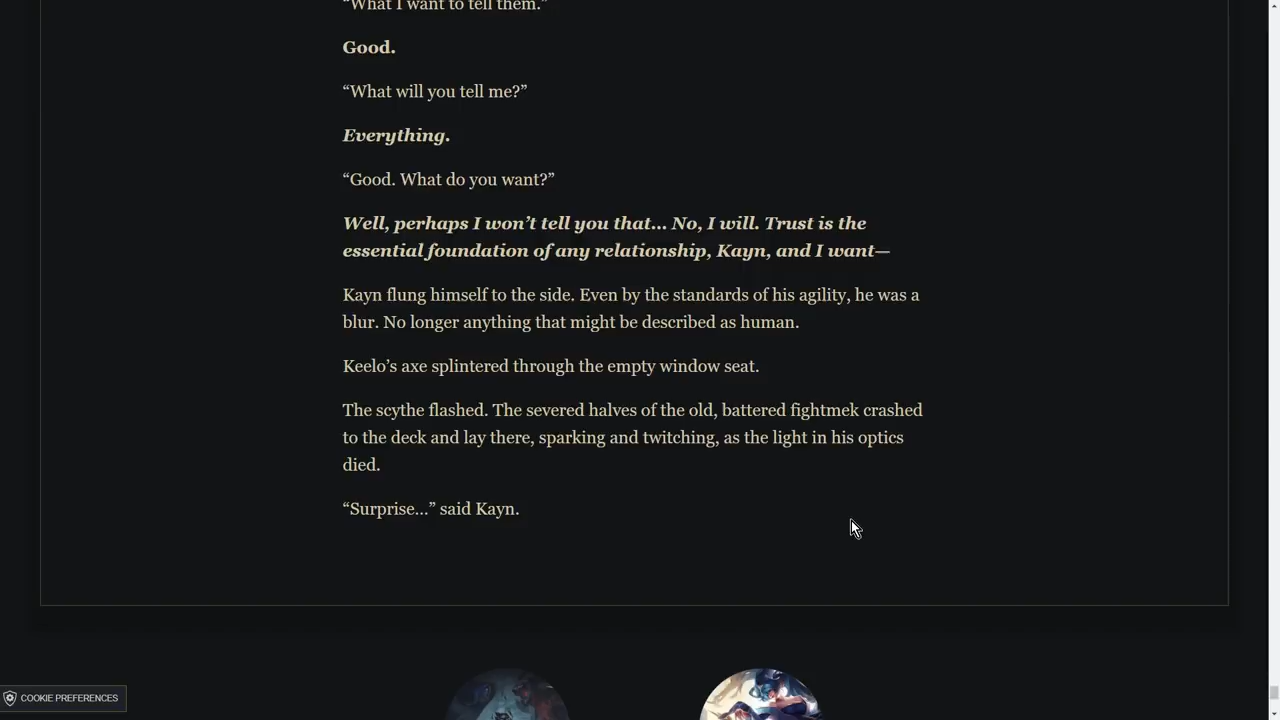 “What I want to tell them.”
Good.
“What will you tell me?”
Everything.
“Good. What do you want?”
Well, perhaps I won’t tell you that… No, I will. Trust is the
essential foundation of any relationship, Kayn, and I want—
Kayn flung himself to the side. Even by the standards of his agility, he was a
blur. No longer anything that might be described as human.
Keelo’s axe splintered through the empty window seat.
The scythe flashed. The severed halves of the old, battered fightmek crashed
to the deck and lay there, sparking and twitching, as the light in his optics
died.
“Surprise…” said Kayn.
COOKIE PREFERENCES